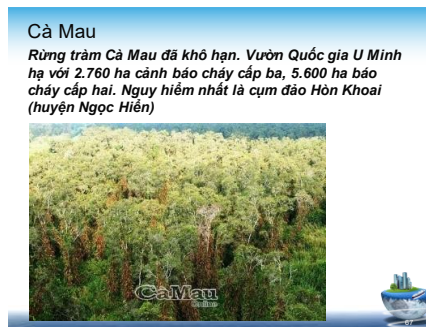 Cà Mau
Rừng tràm Cà Mau đã khô hạn. Vườn Quốc gia U Minh
hạ với 2.760 ha cảnh báo cháy cấp ba, 5.600 ha báo
cháy cấp hai. Nguy hiểm nhất là cụm đảo Hòn Khoai
(huyện Ngọc Hiển)
CàMau
Online
67